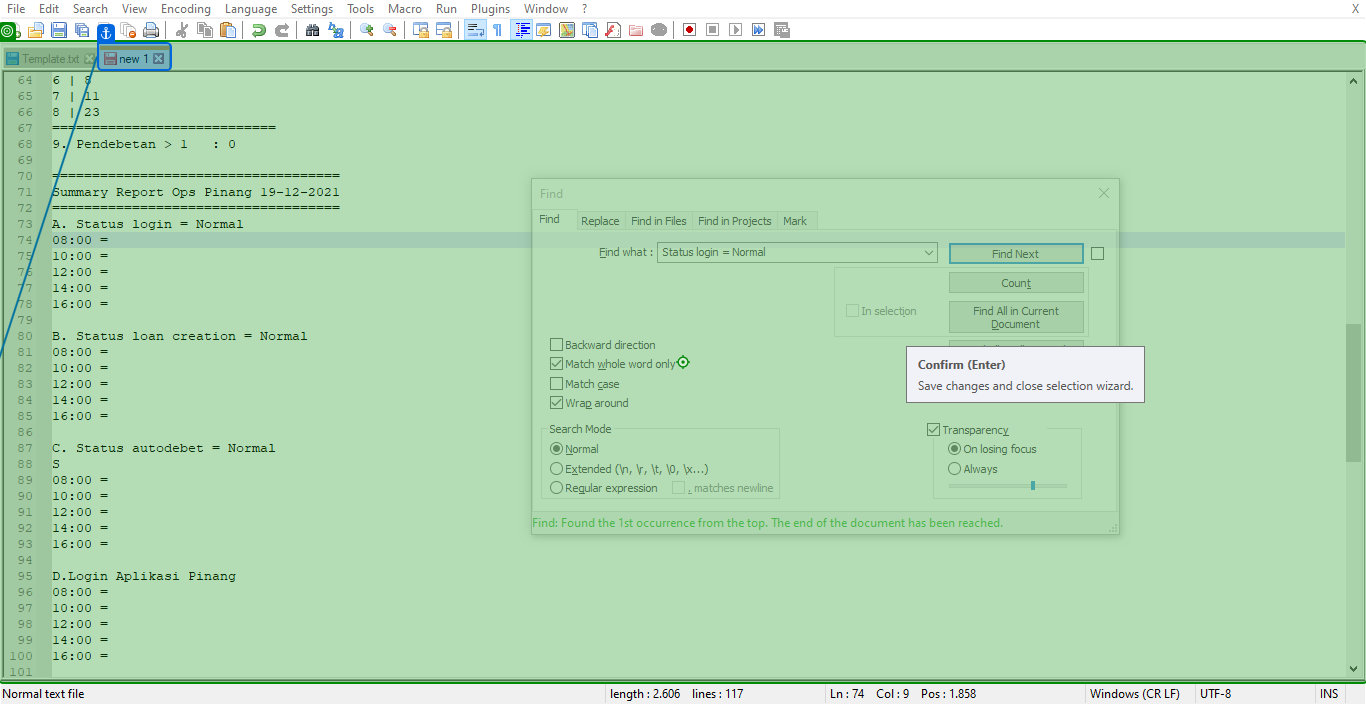 File Edit Search View Encoding Language Settings Tools Macro Run Plugins Window ? X
Template.txt new 1
64 6 | 8
65 7 | 11
66 8 | 23
67 ============================
68 9. Pendebetan > 1 : 0
69
70 ====================================
71 Summary Report Ops Pinang 19-12-2021
72 ====================================
73 A. Status login = Normal
74 08:00 =
75 10:00 =
76 12:00 =
77 14:00 =
78 16:00 =
79
80 B. Status loan creation = Normal
81 08:00 =
82 10:00 =
83 12:00 =
84 14:00 =
85 16:00 =
86
87 C. Status autodebet = Normal
88 S
89 08:00 =
90 10:00 =
91 12:00 =
92 14:00 =
93 16:00 =
94
95 D.Login Aplikasi Pinang
96 08:00 =
97 10:00 =
98 12:00 =
99 14:00 =
100 16:00 =
101
Find
Find Replace Find in Files Find in Projects Mark
Find what : Status login = Normal
Find Next
Count
In selection
Find All in Current
Document
Backward direction
Match whole word only
Match case
Wrap around
Confirm (Enter)
Save changes and close selection wizard.
Search Mode
Normal
Extended (\n, \r, \t, \0, \x...)
Regular expression
. matches newline
Transparency
On losing focus
Always
Find: Found the 1st occurrence from the top. The end of the document has been reached.
Normal text file length : 2.606 lines : 117 Ln : 74 Col : 9 Pos : 1.858 Windows (CR LF) UTF-8 INS